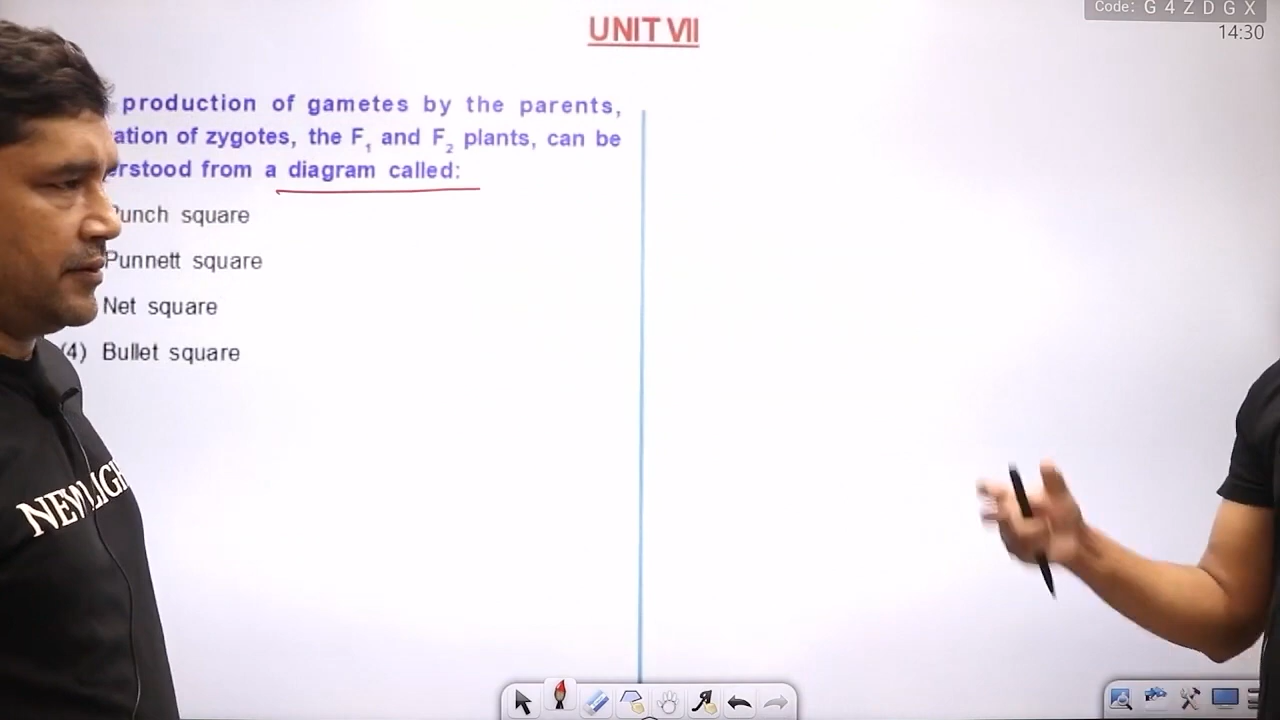 UNIT VII
Code: G 4 Z D G X
14:30
production of gametes by the parents,
ation of zygotes, the F1 and F2 plants, can be
rstood from a diagram called:
unch square
Punnett square
Net square
(4) Bullet square
NEW LIGH